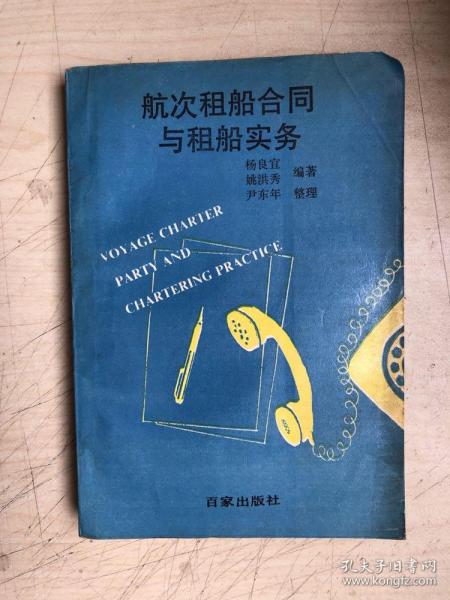 航次租船合同
与租船实务
杨良宜
姚洪秀 编著
尹东年 整理
VOYAGE CHARTER
PARTY AND
CHARTERING PRACTICE
百家出版社
孔夫子旧书网
www.kongfz.com